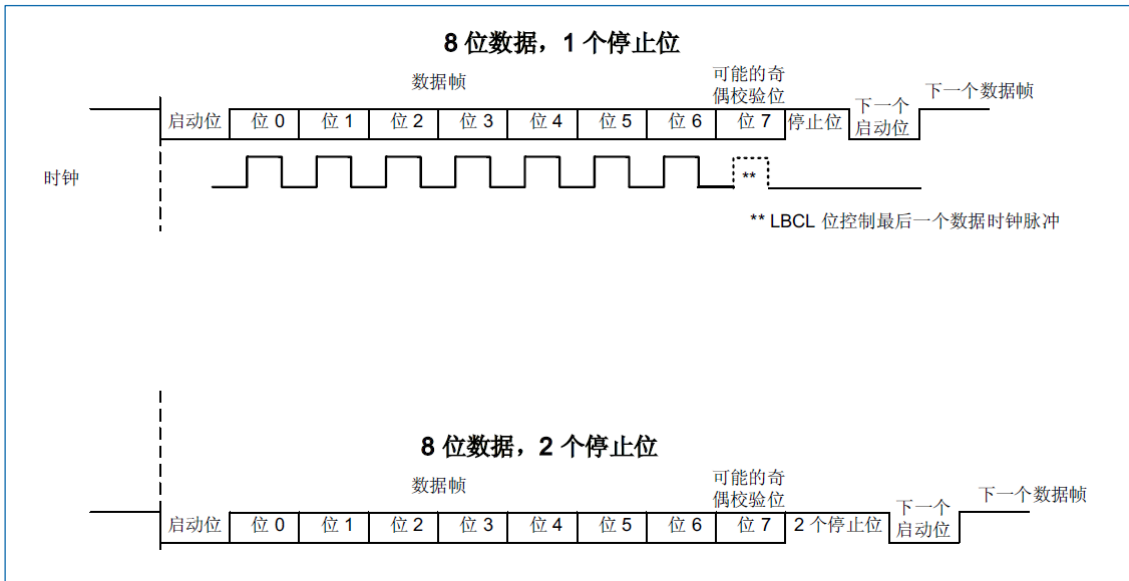 8 位数据，1 个停止位
数据帧
可能的奇
偶校验位
下一个数据帧
启动位
位 0
位 1
位 2
位 3
位 4
位 5
位 6
位 7
停止位
下一个
启动位
时钟
**
** LBCL 位控制最后一个数据时钟脉冲
8 位数据，2 个停止位
数据帧
可能的奇
偶校验位
下一个数据帧
启动位
位 0
位 1
位 2
位 3
位 4
位 5
位 6
位 7
2 个停止位
下一个
启动位